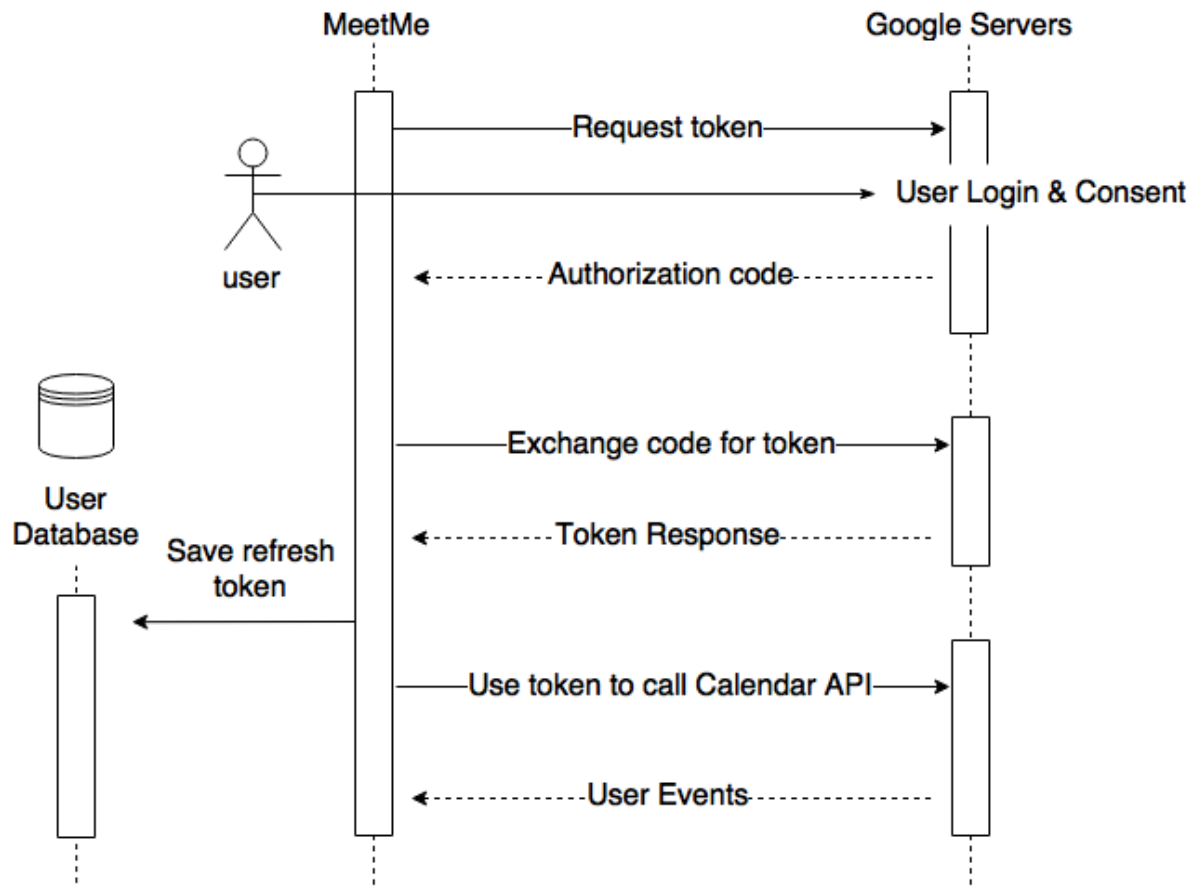 MeetMe
Google Servers
Request token
User Login & Consent
user
Authorization code
Exchange code for token
User
Database
Token Response
Save refresh
token
Use token to call Calendar API
User Events